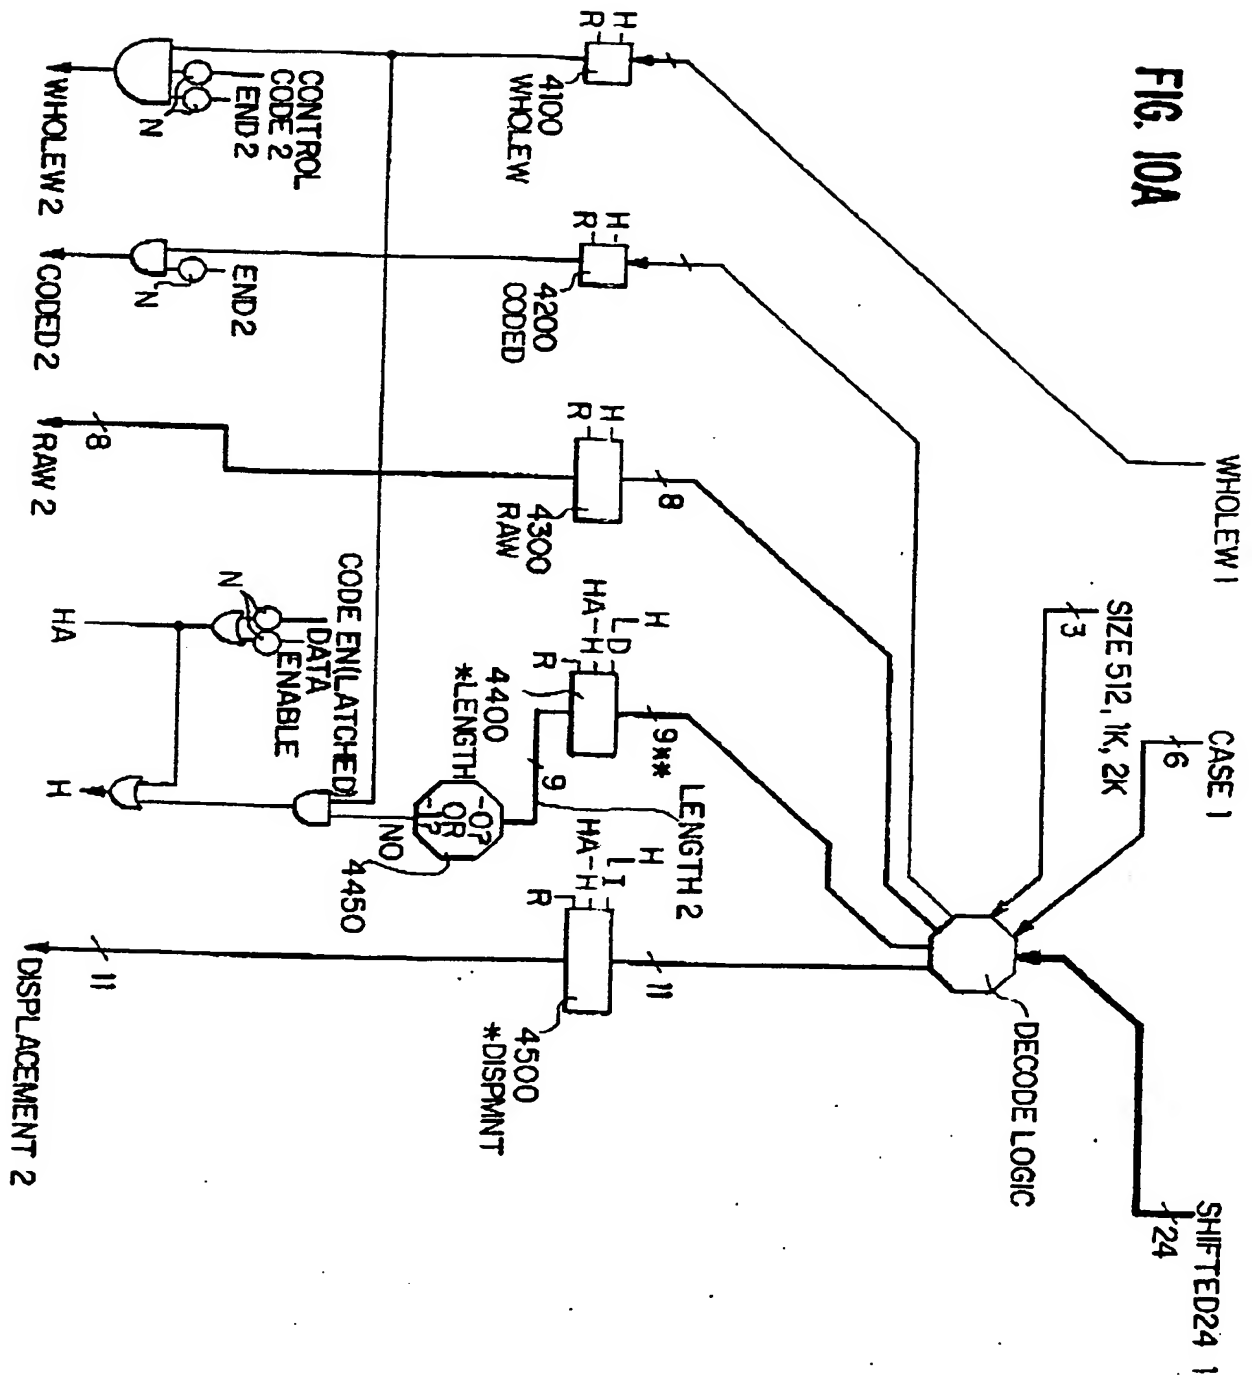 FIG. 10A
WHOLEW 1
SIZE 512, 1K, 2K
3
CASE 1
6
SHIFTED24 1
24
DECODE LOGIC
H
R
4100
WHOLEW
H
R
4200
CODED
8
H
R
4300
RAW
9**
H
LD
HA-H
R
4400
*LENGTH
9
LENGTH 2
11
H
LI
HA-H
R
4500
*DISPMNT
-0?
OR
-?
NO
4450
CONTROL
CODE 2
END 2
N
END 2
N
CODE EN(LATCHED)
DATA
ENABLE
N
8
11
WHOLEW 2
CODED 2
RAW 2
HA
H
DISPLACEMENT 2